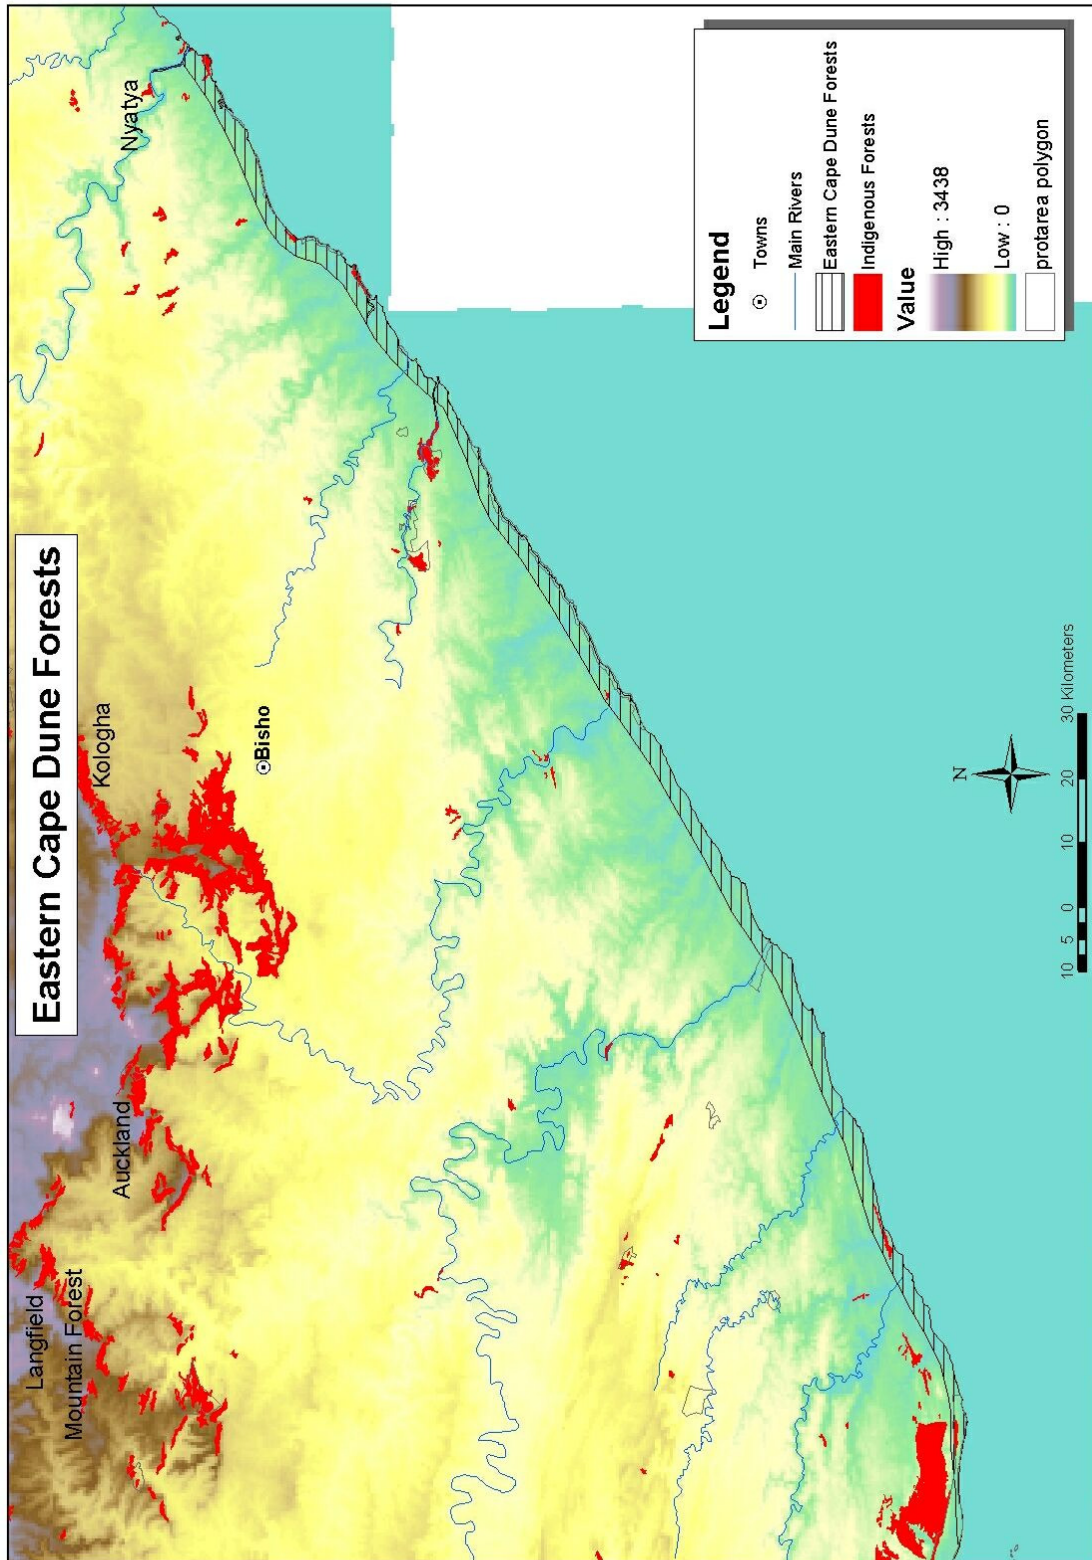 Eastern Cape Dune Forests
Langfield
Mountain Forest
Auckland
Kologha
Nyatya
Bisho
N
10 5 0 10 20 30 Kilometers
Legend
Towns
Main Rivers
Eastern Cape Dune Forests
Indigenous Forests
Value
High : 3438
Low : 0
protarea polygon